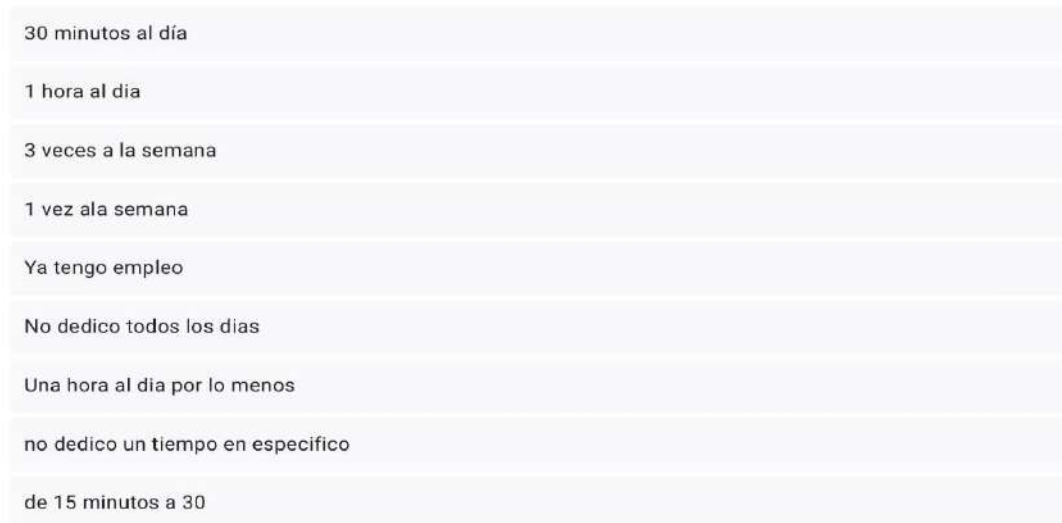 30 minutos al día
1 hora al dia
3 veces a la semana
1 vez ala semana
Ya tengo empleo
No dedico todos los dias
Una hora al dia por lo menos
no dedico un tiempo en especifico
de 15 minutos a 30